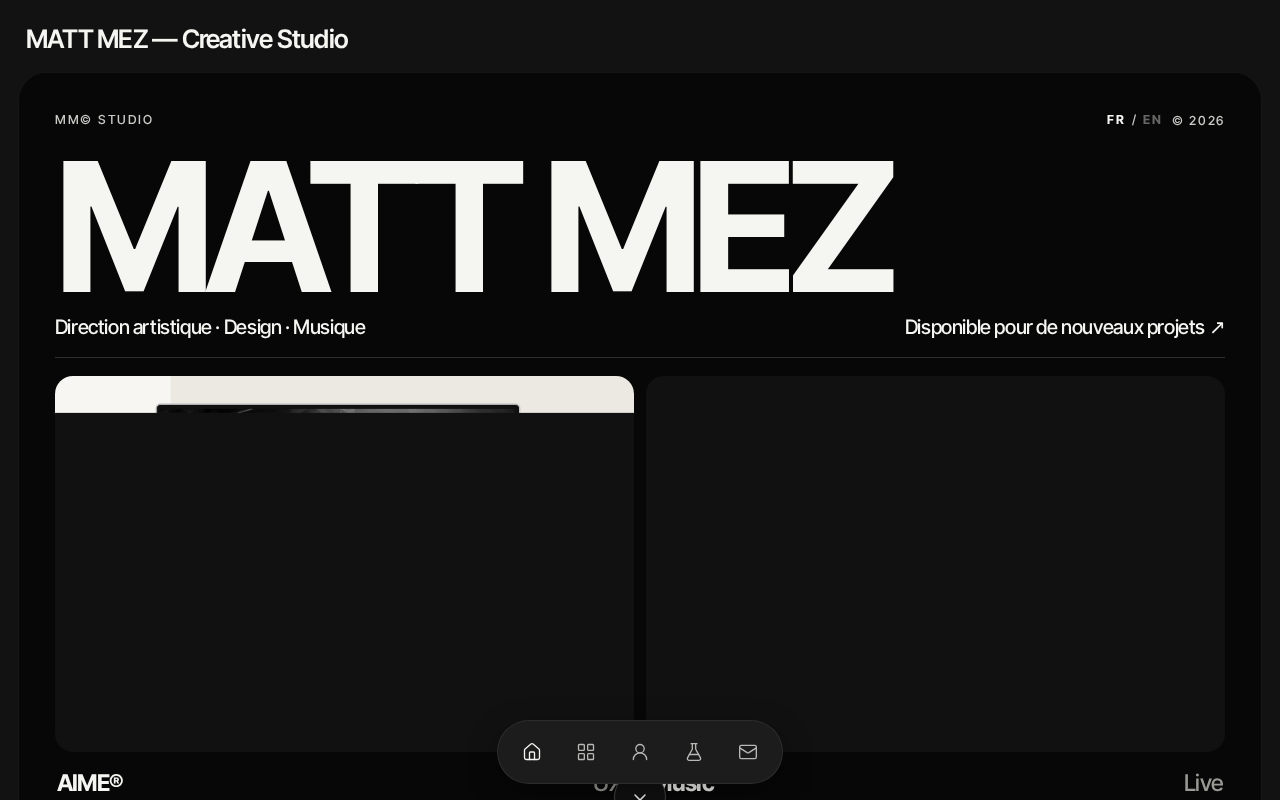 MATT MEZ — Creative Studio
MM© STUDIO
FR / EN © 2026
MATT MEZ
Direction artistique · Design · Musique
Disponible pour de nouveaux projets ↗
AIME®
Music
Live